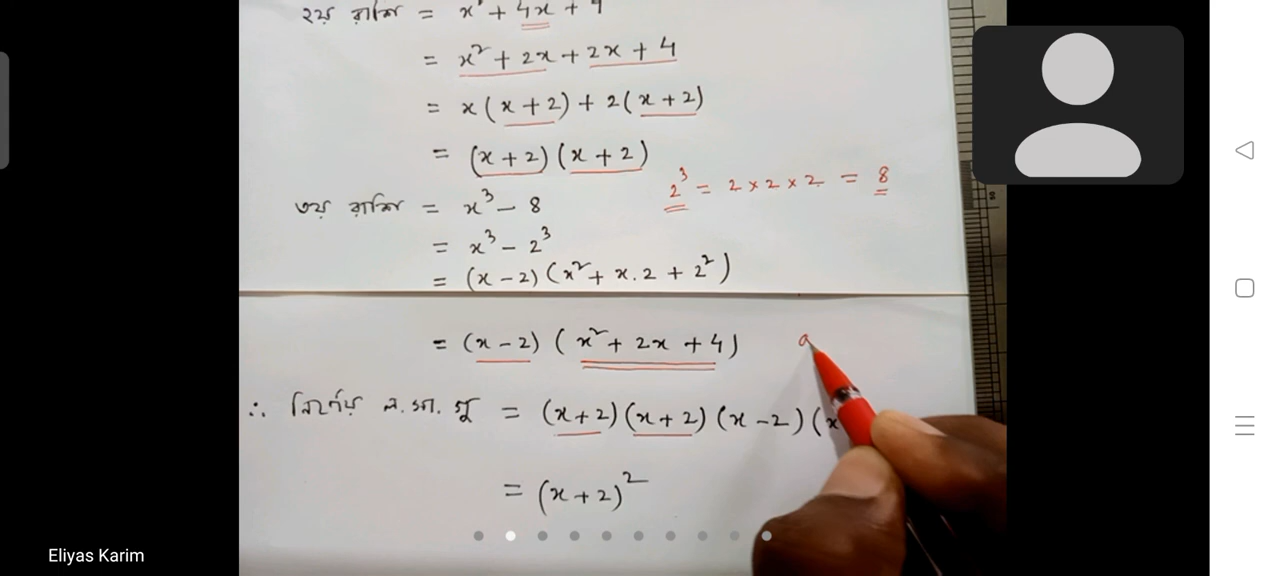 ২য় রাশি = x² + 4x + 4
= x² + 2x + 2x + 4
= x(x + 2) + 2(x + 2)
= (x + 2)(x + 2)
2³ = 2 × 2 × 2 = 8
৩য় রাশি = x³ - 8
= x³ - 2³
= (x - 2)(x² + x.2 + 2²)
= (x - 2)(x² + 2x + 4) a
∴ নির্ণেয় ল.সা.গু = (x + 2)(x + 2)(x - 2)(x
= (x + 2)²
Eliyas Karim